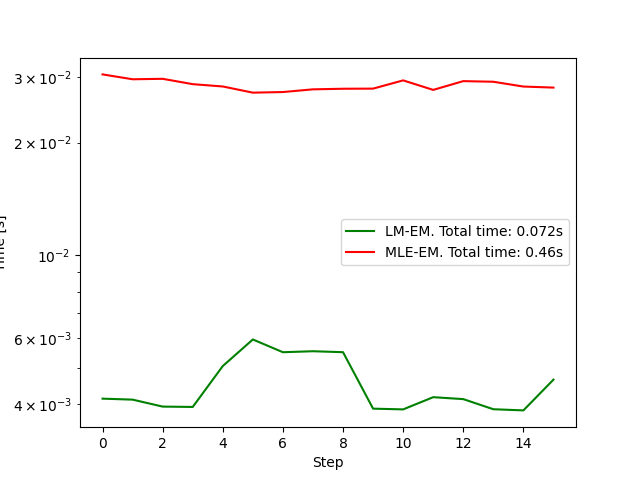 3 × 10⁻²
2 × 10⁻²
10⁻²
6 × 10⁻³
4 × 10⁻³
Time [s]
LM-EM. Total time: 0.072s
MLE-EM. Total time: 0.46s
0 2 4 6 8 10 12 14
Step